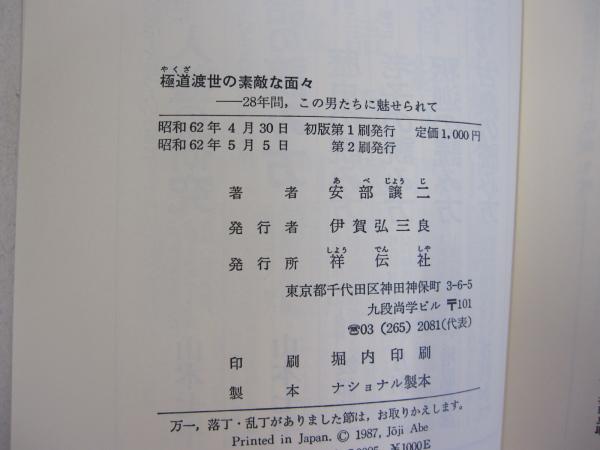 やくざ
極道渡世の素敵な面々
——28年間，この男たちに魅せられて
昭和62年 4月30日 初版第1刷発行 定価1,000円
昭和62年 5月 5日 第2刷発行
あ べ じょう じ
著者 安部譲二
発行者 伊賀弘三良
しよう でん しや
発行所 祥伝社
東京都千代田区神田神保町 3-6-5
九段尚学ビル 〒101
☎03 (265) 2081(代表)
印刷 堀内印刷
製本 ナショナル製本
万一，落丁・乱丁がありました節は、お取りかえします。
Printed in Japan. © 1987, Jōji Abe
¥1000E